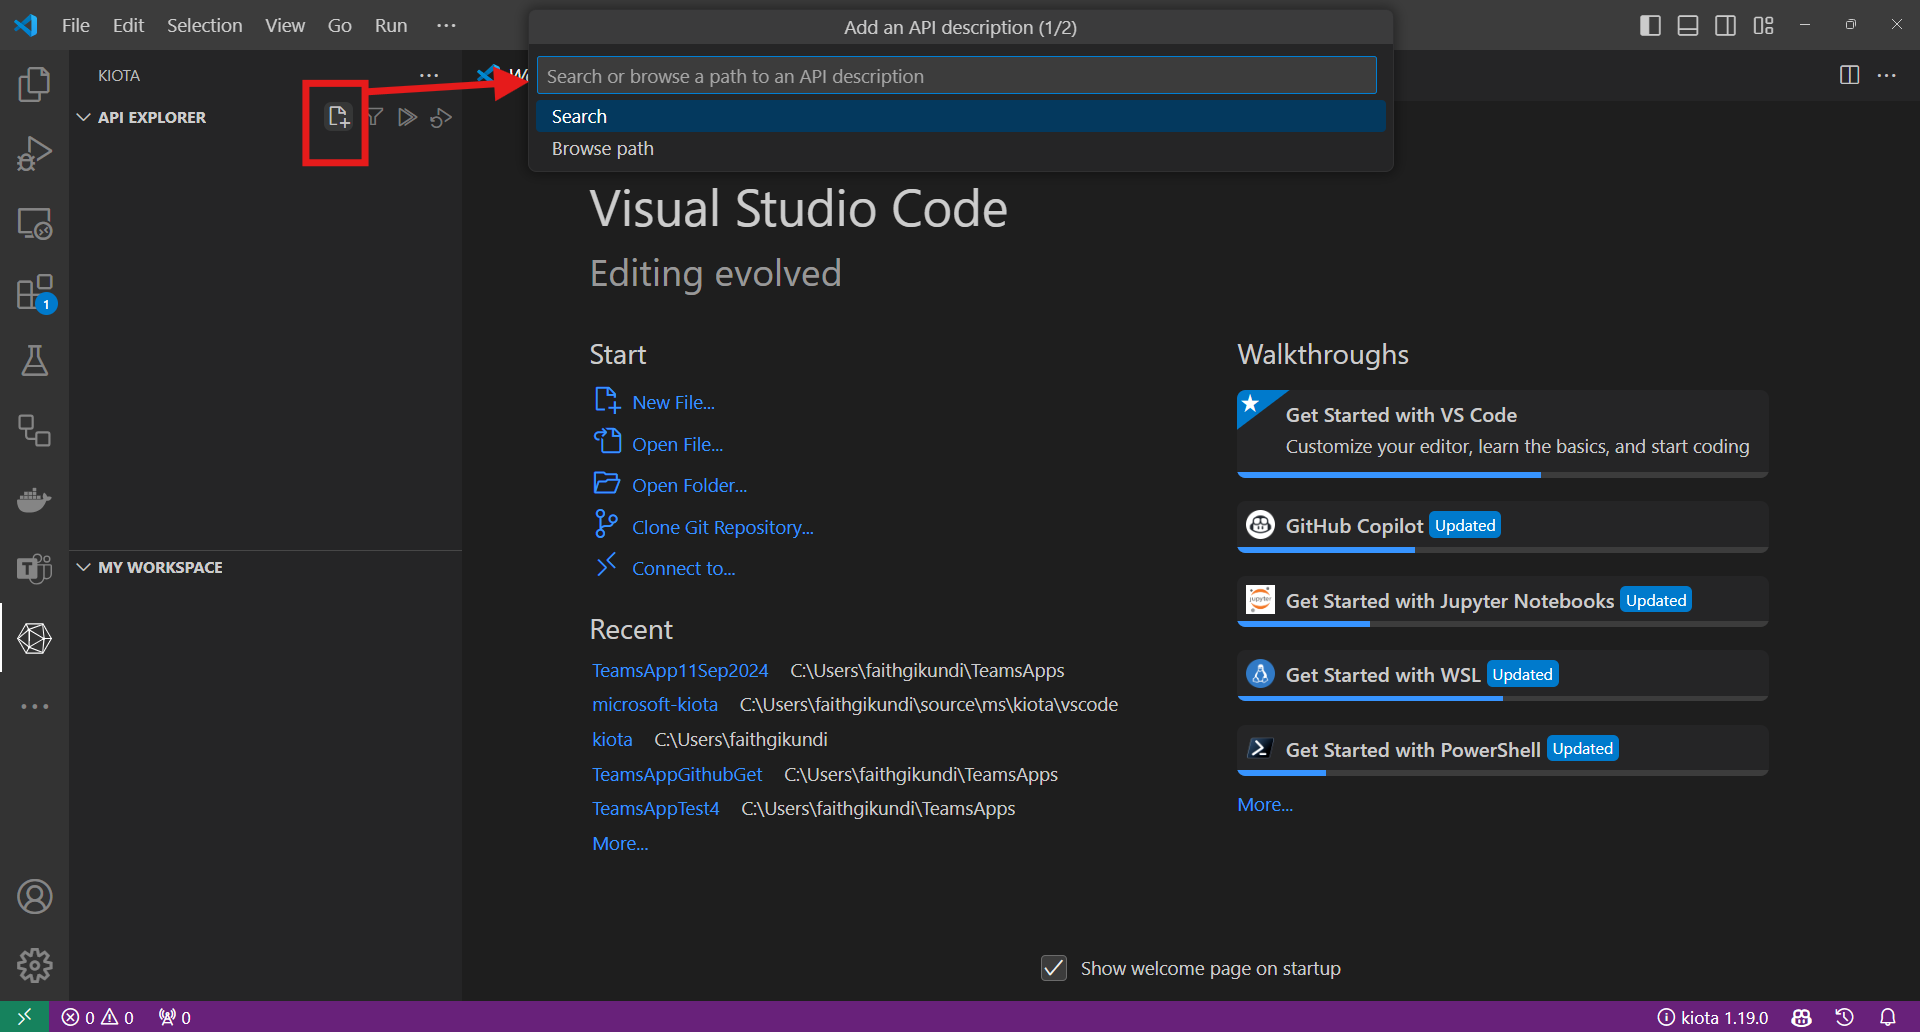 File Edit Selection View Go Run ···
Add an API description (1/2)
Search or browse a path to an API description
Search
Browse path
KIOTA
API EXPLORER
MY WORKSPACE
1
Visual Studio Code
Editing evolved
Start
New File...
Open File...
Open Folder...
Clone Git Repository...
Connect to...
Recent
TeamsApp11Sep2024 C:\Users\faithgikundi\TeamsApps
microsoft-kiota C:\Users\faithgikundi\source\ms\kiota\vscode
kiota C:\Users\faithgikundi
TeamsAppGithubGet C:\Users\faithgikundi\TeamsApps
TeamsAppTest4 C:\Users\faithgikundi\TeamsApps
More...
Walkthroughs
Get Started with VS Code
Customize your editor, learn the basics, and start coding
GitHub Copilot Updated
jupyter
Get Started with Jupyter Notebooks Updated
Get Started with WSL Updated
Get Started with PowerShell Updated
More...
Show welcome page on startup
0 0 0
kiota 1.19.0